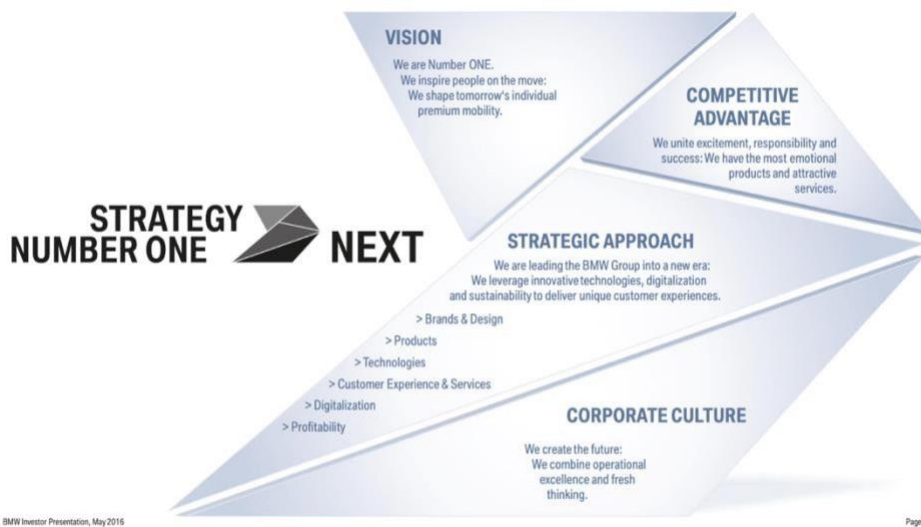 VISION
We are Number ONE.
We inspire people on the move:
We shape tomorrow's individual
premium mobility.
COMPETITIVE
ADVANTAGE
We unite excitement, responsibility and
success: We have the most emotional
products and attractive
services.
STRATEGY
NUMBER ONE
NEXT
STRATEGIC APPROACH
We are leading the BMW Group into a new era:
We leverage innovative technologies, digitalization
and sustainability to deliver unique customer experiences.
> Brands & Design
> Products
> Technologies
> Customer Experience & Services
> Digitalization
> Profitability
CORPORATE CULTURE
We create the future:
We combine operational
excellence and fresh
thinking.
BMW Investor Presentation, May 2016
Page